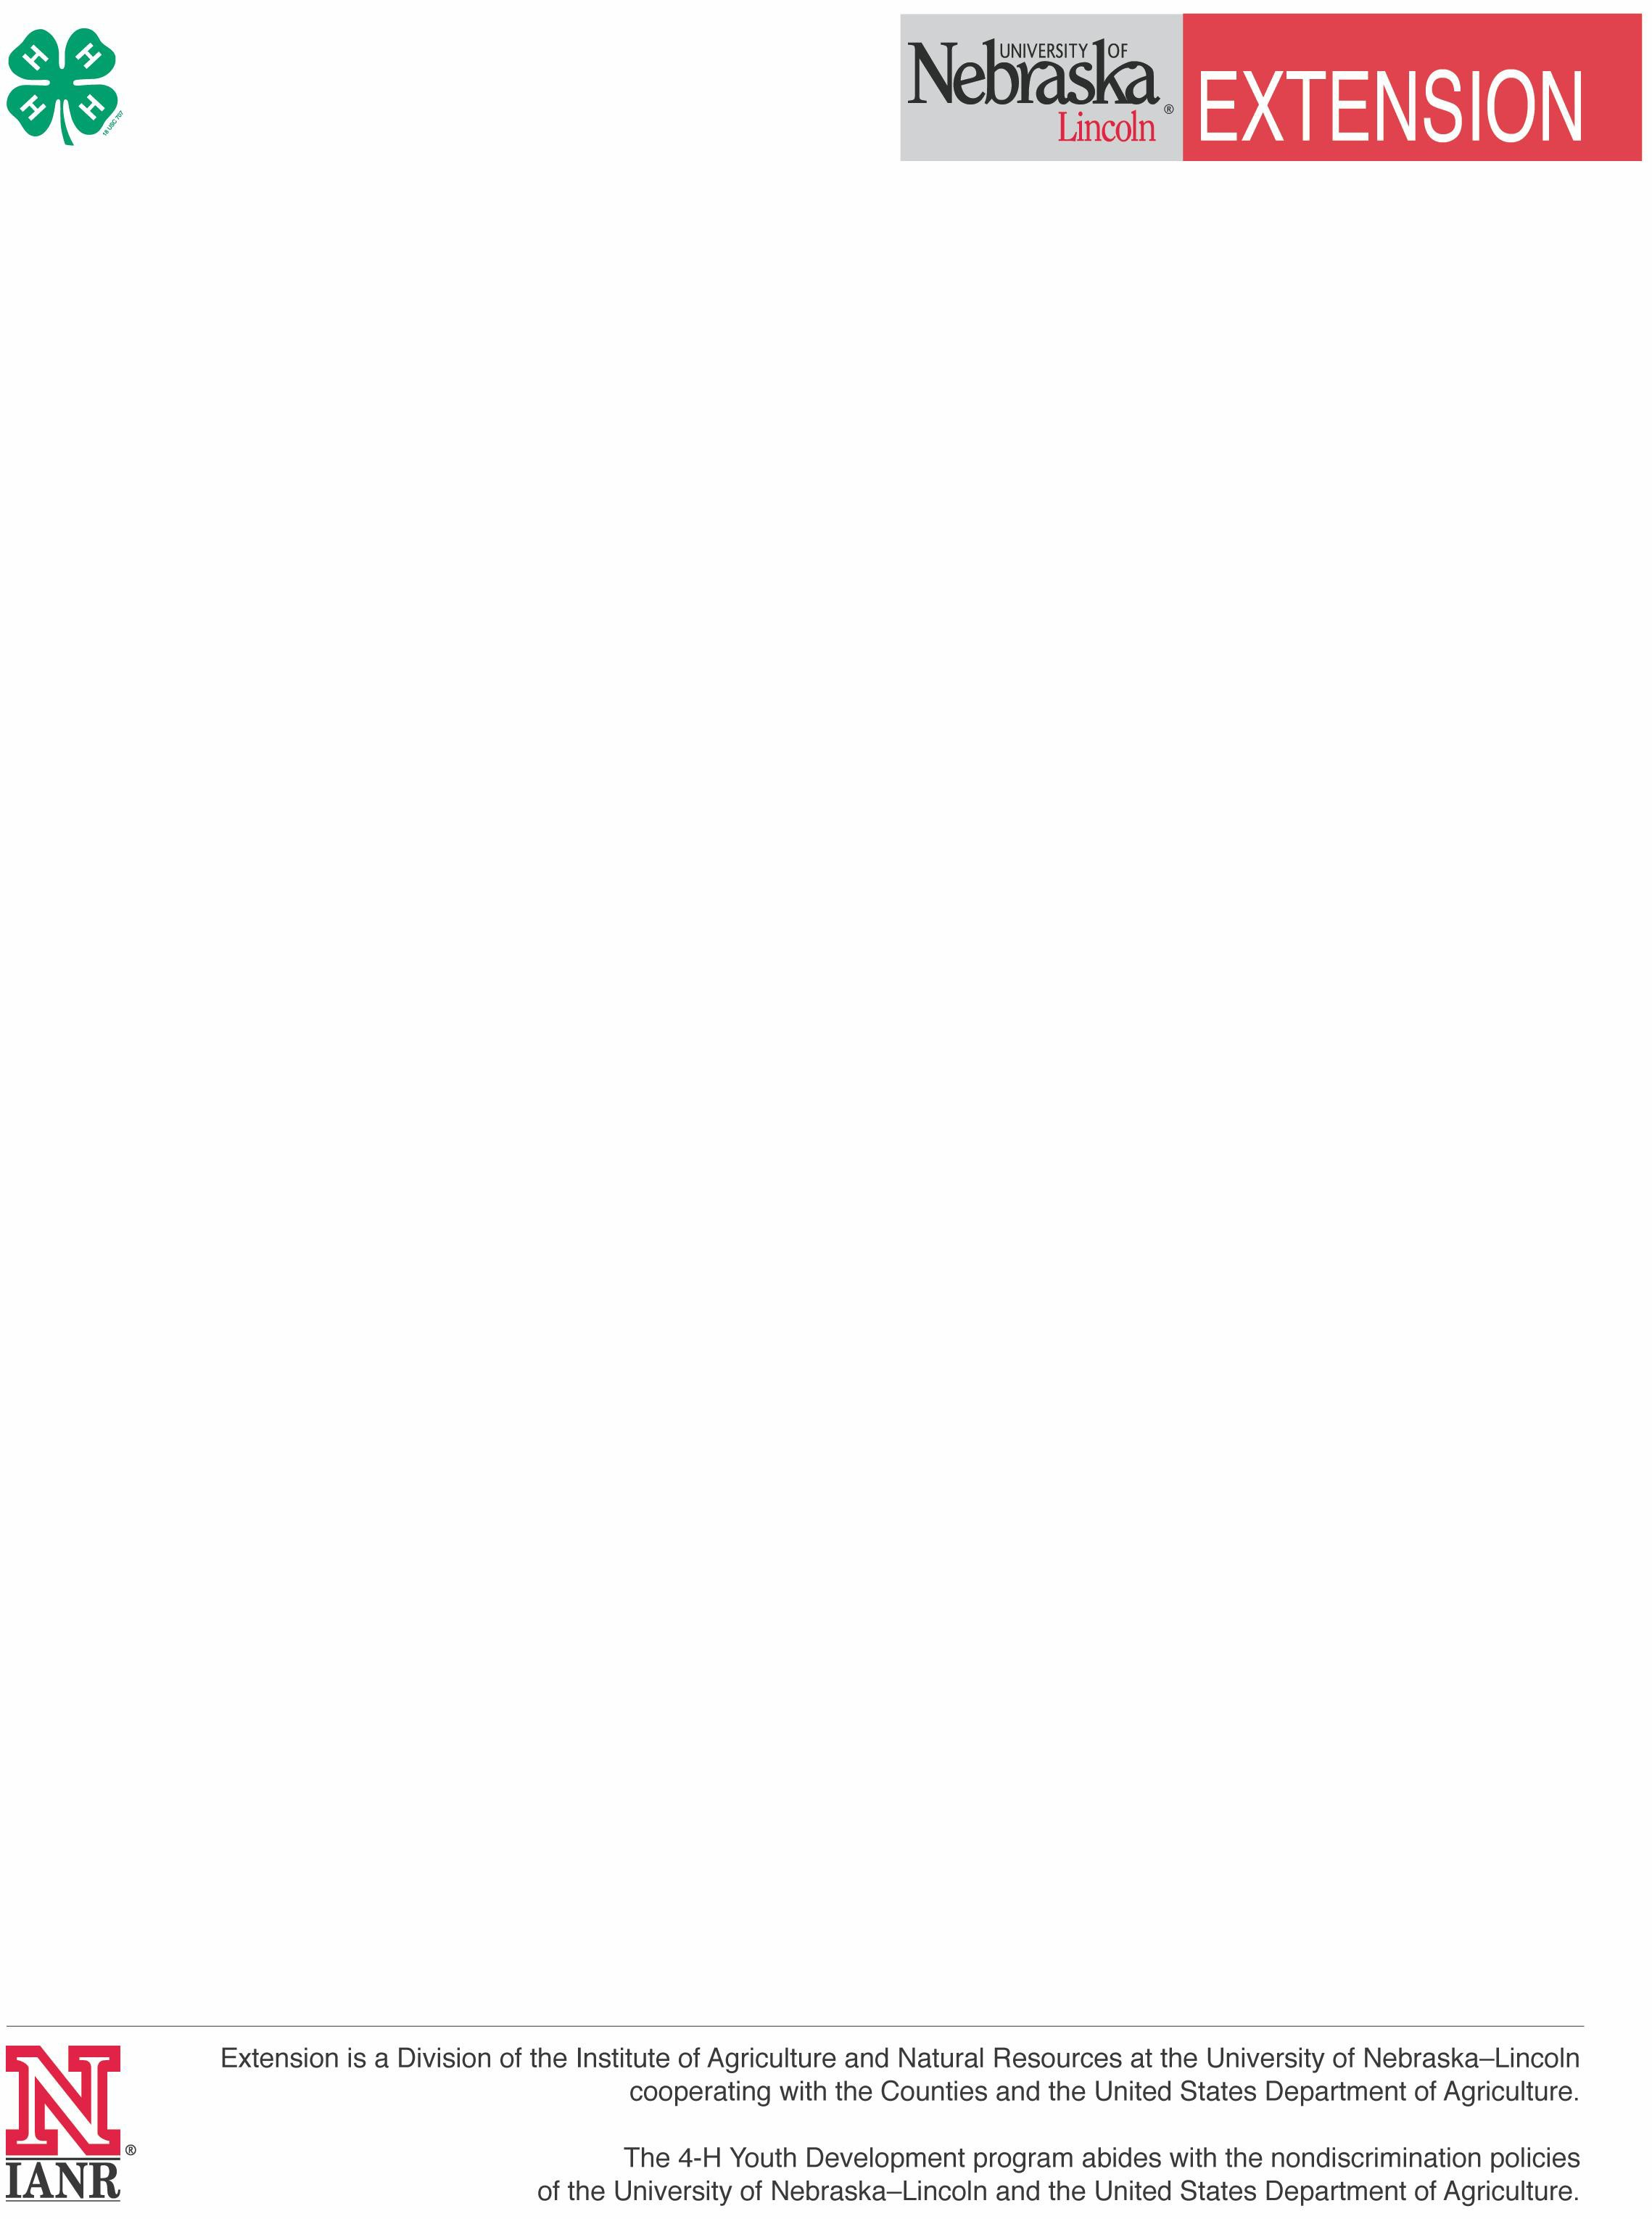 H H
H H
18 USC 707
UNIVERSITY OF
Nebraska®
Lincoln
EXTENSION
Extension is a Division of the Institute of Agriculture and Natural Resources at the University of Nebraska–Lincoln
cooperating with the Counties and the United States Department of Agriculture.
The 4-H Youth Development program abides with the nondiscrimination policies
of the University of Nebraska–Lincoln and the United States Department of Agriculture.
N®
IANR